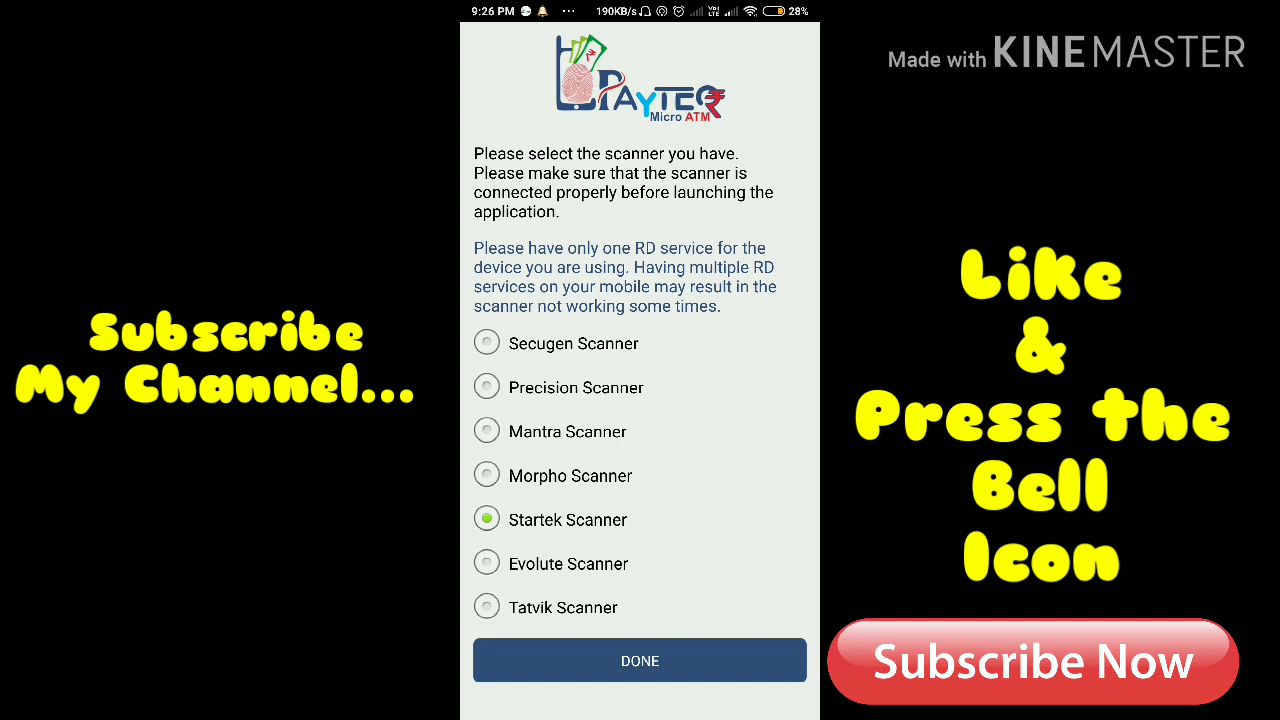 9:26 PM ... 190KB/s Vo LTE 28%
Made with KINEMASTER
PAYTER
Micro ATM
Please select the scanner you have.
Please make sure that the scanner is
connected properly before launching the
application.
Please have only one RD service for the
device you are using. Having multiple RD
services on your mobile may result in the
scanner not working some times.
Secugen Scanner
Precision Scanner
Mantra Scanner
Morpho Scanner
Startek Scanner
Evolute Scanner
Tatvik Scanner
DONE
Subscribe
My Channel...
Like
&
Press the
Bell
Icon
Subscribe Now